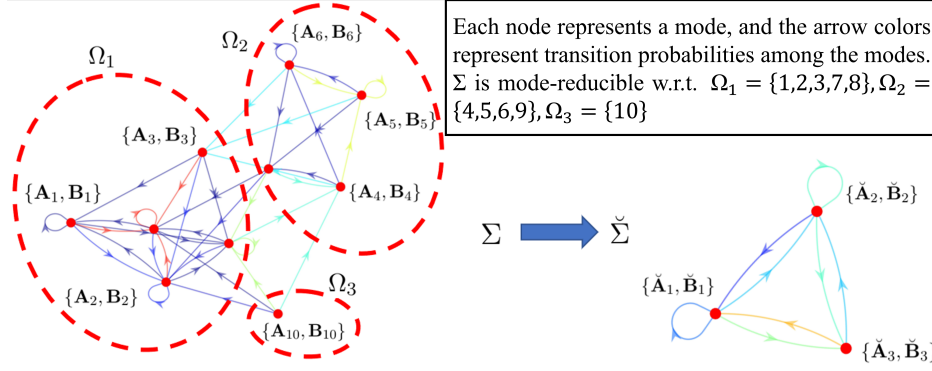 Each node represents a mode, and the arrow colors
represent transition probabilities among the modes.
Σ is mode-reducible w.r.t. Ω₁ = {1,2,3,7,8}, Ω₂ =
{4,5,6,9}, Ω₃ = {10}
Ω₁
Ω₂
{A₆, B₆}
{A₅, B₅}
{A₃, B₃}
{A₄, B₄}
{A₁, B₁}
{A₂, B₂}
Ω₃
{A₁₀, B₁₀}
Σ
Σ̆
{Ă₂, B̆₂}
{Ă₁, B̆₁}
{Ă₃, B̆₃}